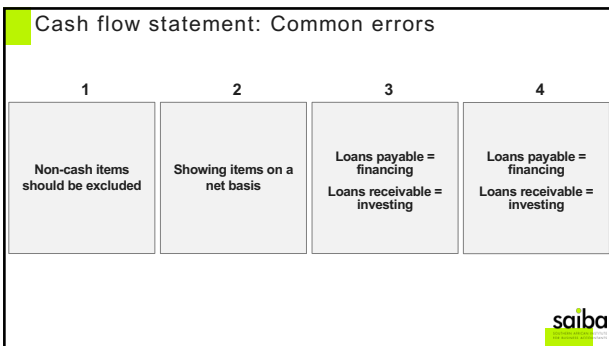 Cash flow statement: Common errors
1
2
3
4
Non-cash items
should be excluded
Showing items on a
net basis
Loans payable =
financing
Loans receivable =
investing
Loans payable =
financing
Loans receivable =
investing
saiba